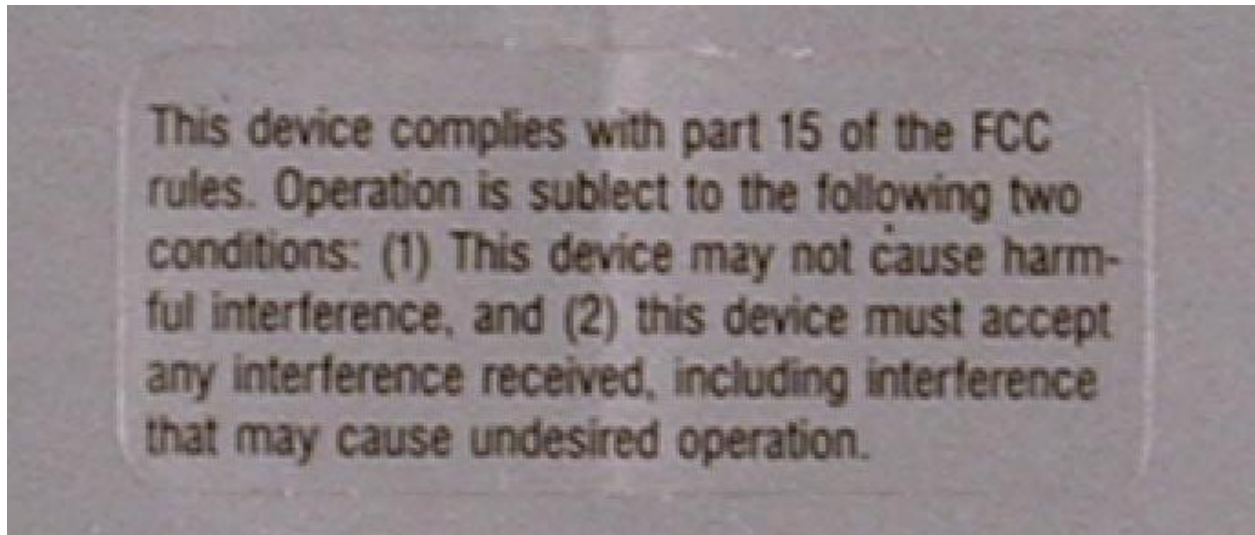 This device complies with part 15 of the FCC
rules. Operation is sublect to the following two
conditions: (1) This device may not cause harm-
ful interference, and (2) this device must accept
any interference received, including interference
that may cause undesired operation.